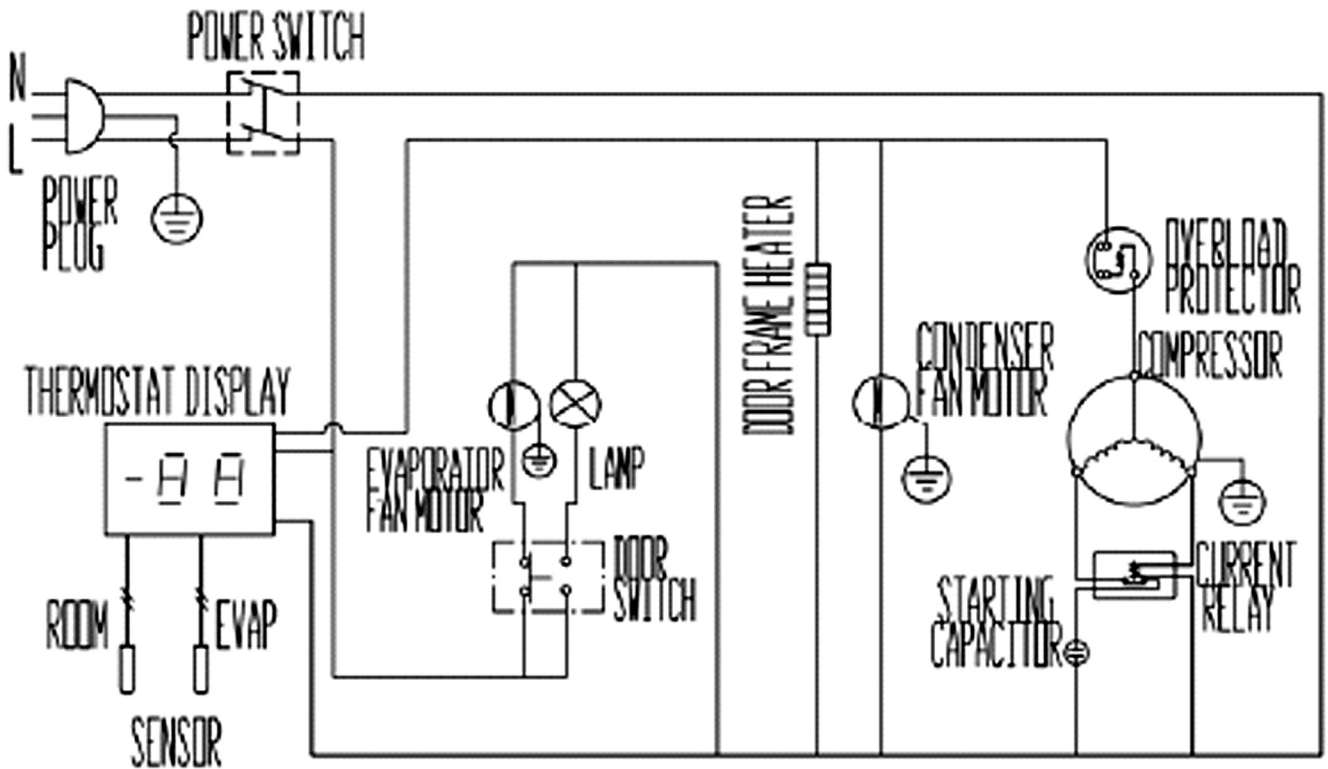 POWER SWITCH
N
L
POWER
PLUG
OVERLOAD
PROTECTOR
DOOR FRAME HEATER
CONDENSER
FAN MOTOR
COMPRESSOR
THERMOSTAT DISPLAY
-88
EVAPORATOR
FAN MOTOR
LAMP
DOOR
SWITCH
CURRENT
RELAY
STARTING
CAPACITOR
ROOM
EVAP
SENSOR